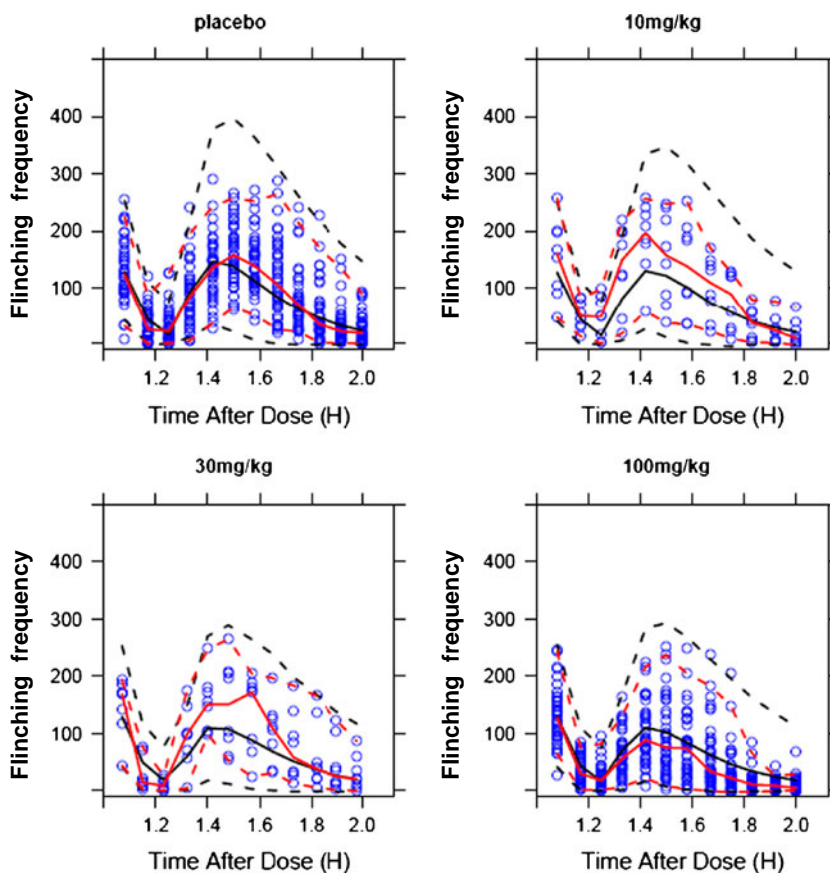 placebo
10mg/kg
Flinching frequency
400
300
200
100
1.2 1.4 1.6 1.8 2.0
Time After Dose (H)
Flinching frequency
400
300
200
100
1.2 1.4 1.6 1.8 2.0
Time After Dose (H)
30mg/kg
100mg/kg
Flinching frequency
400
300
200
100
1.2 1.4 1.6 1.8 2.0
Time After Dose (H)
Flinching frequency
400
300
200
100
1.2 1.4 1.6 1.8 2.0
Time After Dose (H)